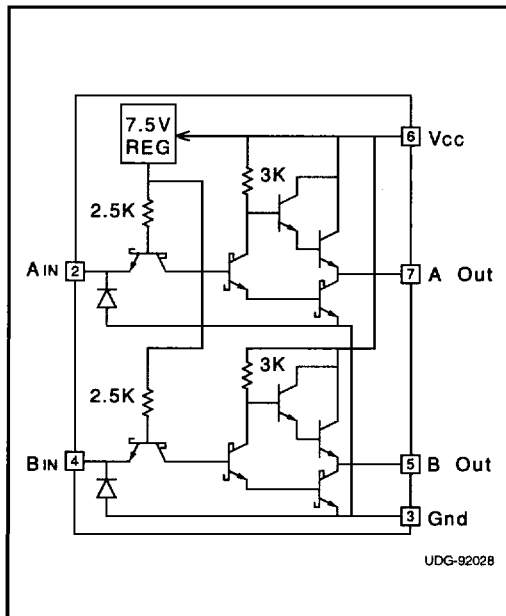 7.5V
REG
6 Vcc
3K
2.5K
AIN 2
7 A Out
3K
2.5K
BIN 4
5 B Out
3 Gnd
UDG-92028